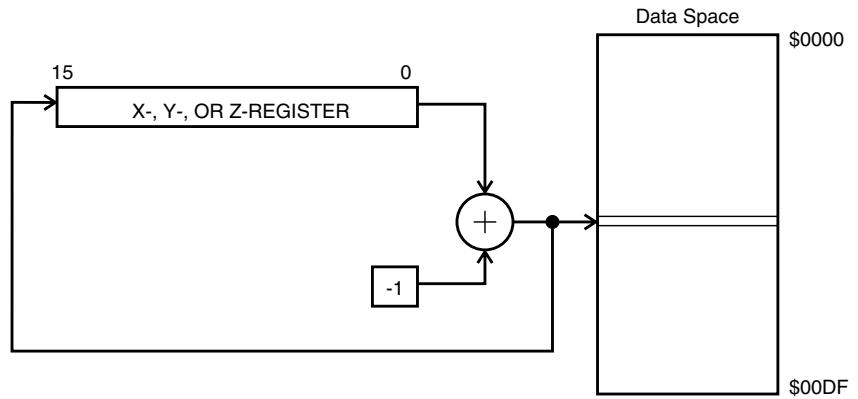 Data Space
$0000
15 0
X-, Y-, OR Z-REGISTER
+
-1
$00DF